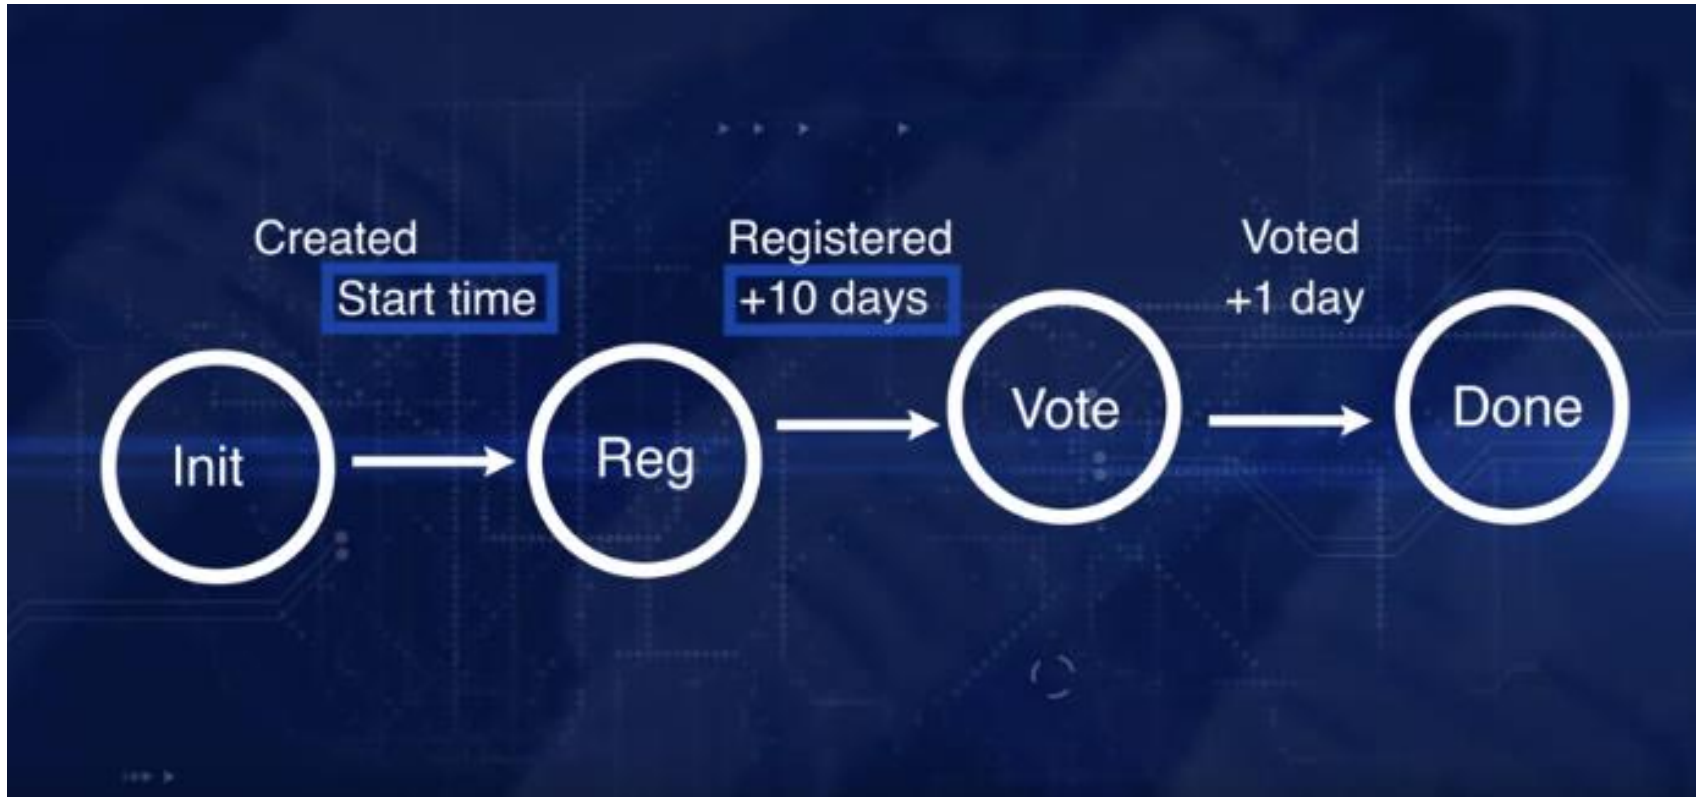 Created
Start time
Registered
+10 days
Voted
+1 day
Init
Reg
Vote
Done